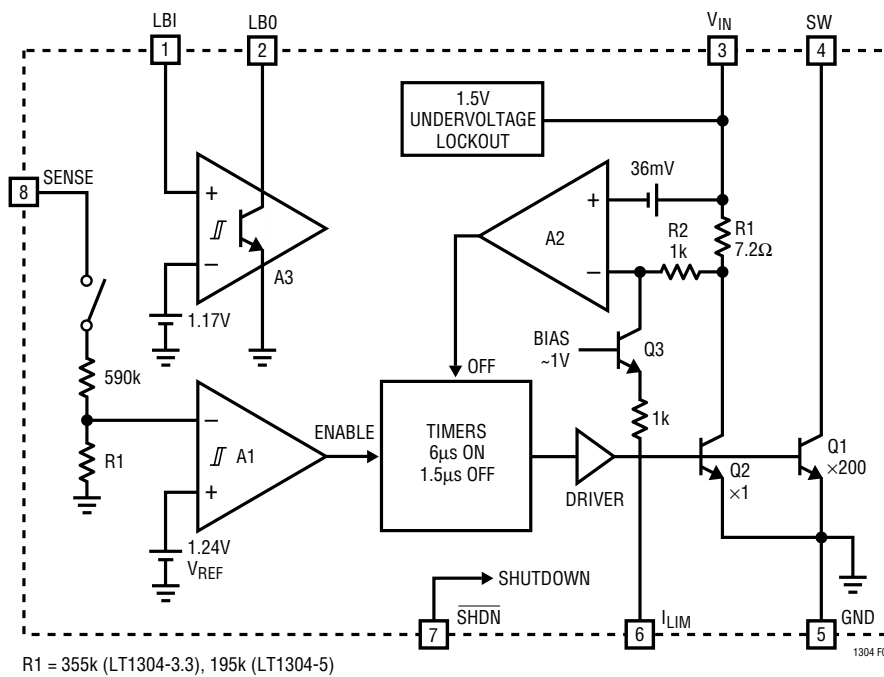 LBI
LBO
VIN
SW
1
2
3
4
1.5V
UNDERVOLTAGE
LOCKOUT
8
SENSE
36mV
+
+
A2
R2
1k
R1
7.2Ω
−
−
A3
1.17V
BIAS
~1V
Q3
OFF
590k
1k
−
ENABLE
TIMERS
6µs ON
1.5µs OFF
A1
R1
+
DRIVER
Q2
×1
Q1
×200
1.24V
VREF
SHUTDOWN
7
SHDN
6
ILIM
5
GND
1304 F
R1 = 355k (LT1304-3.3), 195k (LT1304-5)